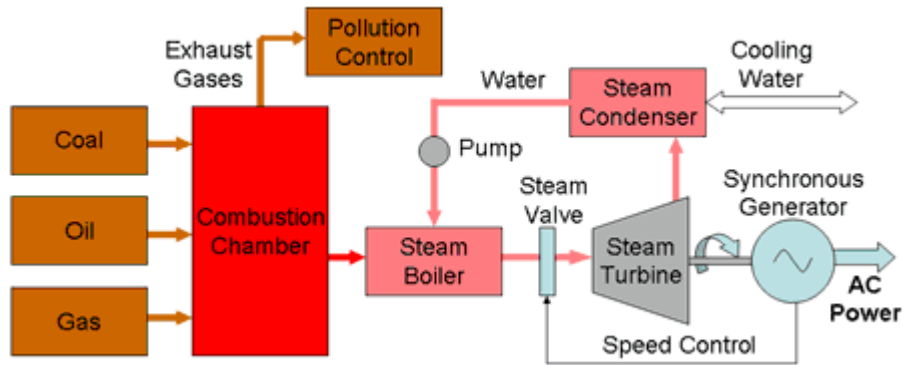 Exhaust
Gases
Pollution
Control
Coal
Oil
Gas
Combustion
Chamber
Water
Pump
Steam
Boiler
Steam
Valve
Steam
Condenser
Cooling
Water
Steam
Turbine
Synchronous
Generator
AC
Power
Speed Control